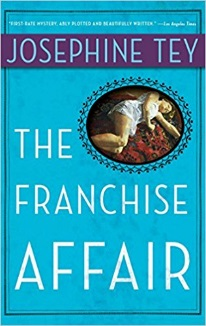 "FIRST-RATE MYSTERY, ABLY PLOTTED AND BEAUTIFULLY WRITTEN." —Los Angeles Times
JOSEPHINE TEY
THE
FRANCHISE
AFFAIR